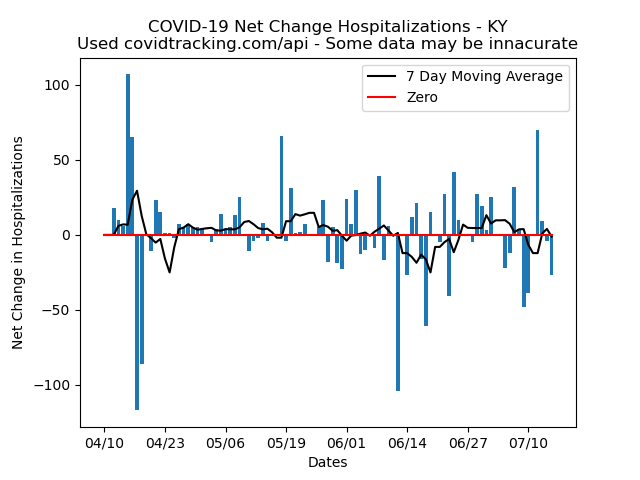 COVID-19 Net Change Hospitalizations - KY
Used covidtracking.com/api - Some data may be innacurate
7 Day Moving Average
Zero
Net Change in Hospitalizations
100
50
0
−50
−100
04/10 04/23 05/06 05/19 06/01 06/14 06/27 07/10
Dates